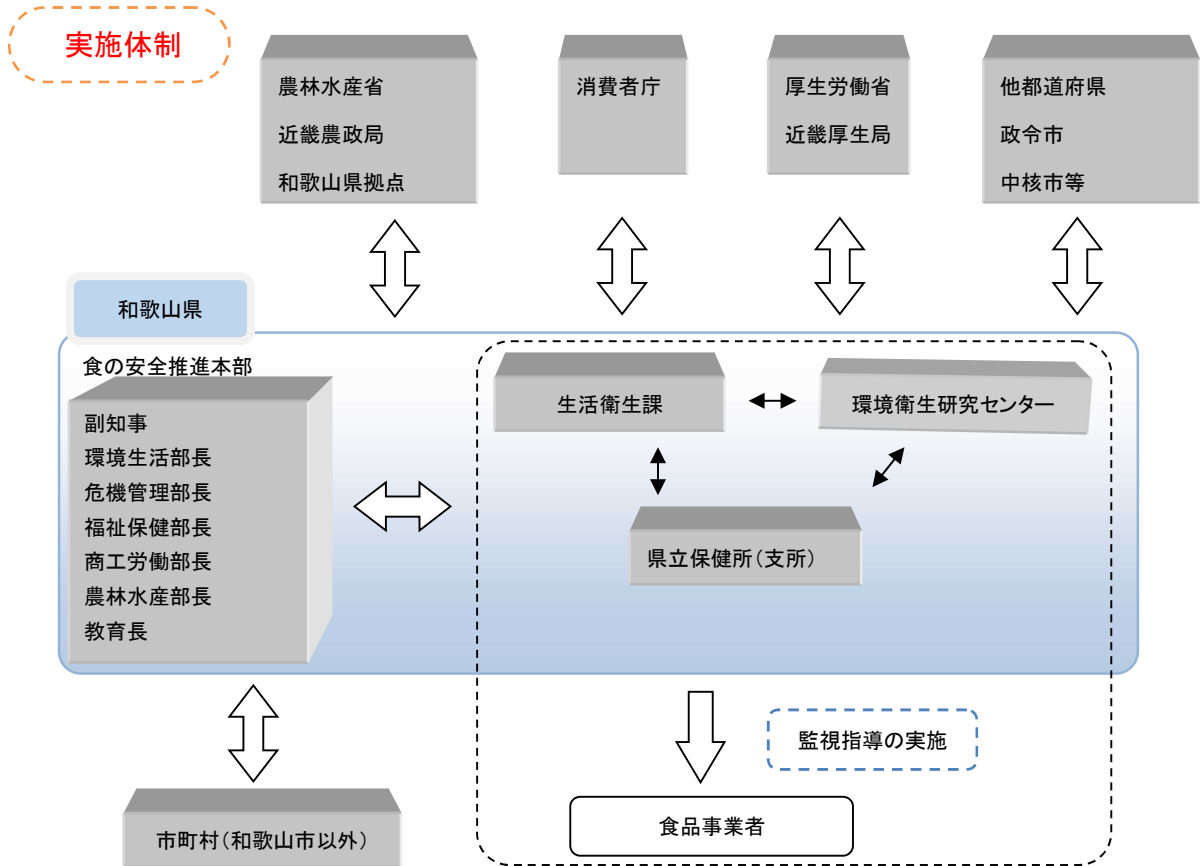 実施体制
農林水産省
近畿農政局
和歌山県拠点
消費者庁
厚生労働省
近畿厚生局
他都道府県
政令市
中核市等
和歌山県
食の安全推進本部
副知事
環境生活部長
危機管理部長
福祉保健部長
商工労働部長
農林水産部長
教育長
生活衛生課
環境衛生研究センター
県立保健所（支所）
監視指導の実施
食品事業者
市町村（和歌山市以外）